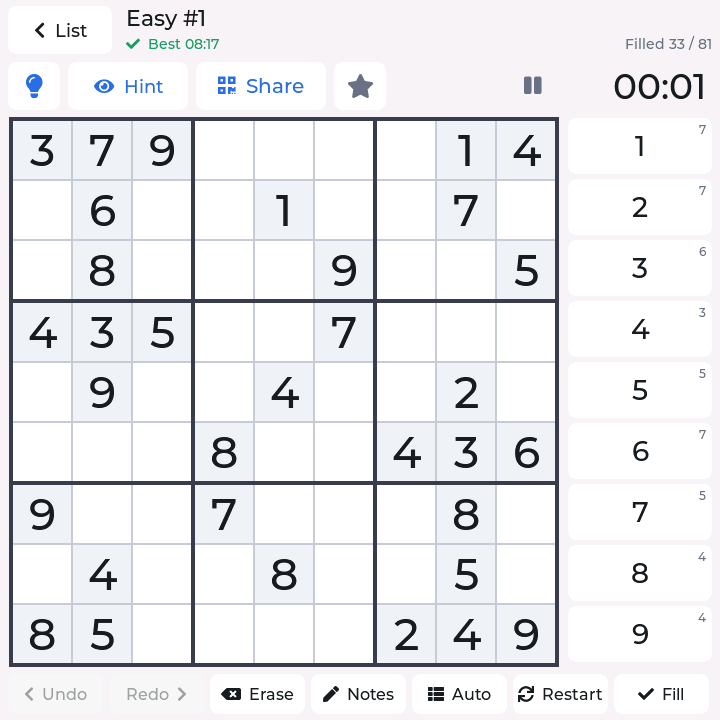 List
Easy #1
Best 08:17
Filled 33 / 81
Hint
Share
00:01
3 7 9 1 4
6 1 7
8 9 5
4 3 5 7
9 4 2
8 4 3 6
9 7 8
4 8 5
8 5 2 4 9
1 7
2 7
3 6
4 3
5 5
6 7
7 5
8 4
9 4
Undo
Redo
Erase
Notes
Auto
Restart
Fill